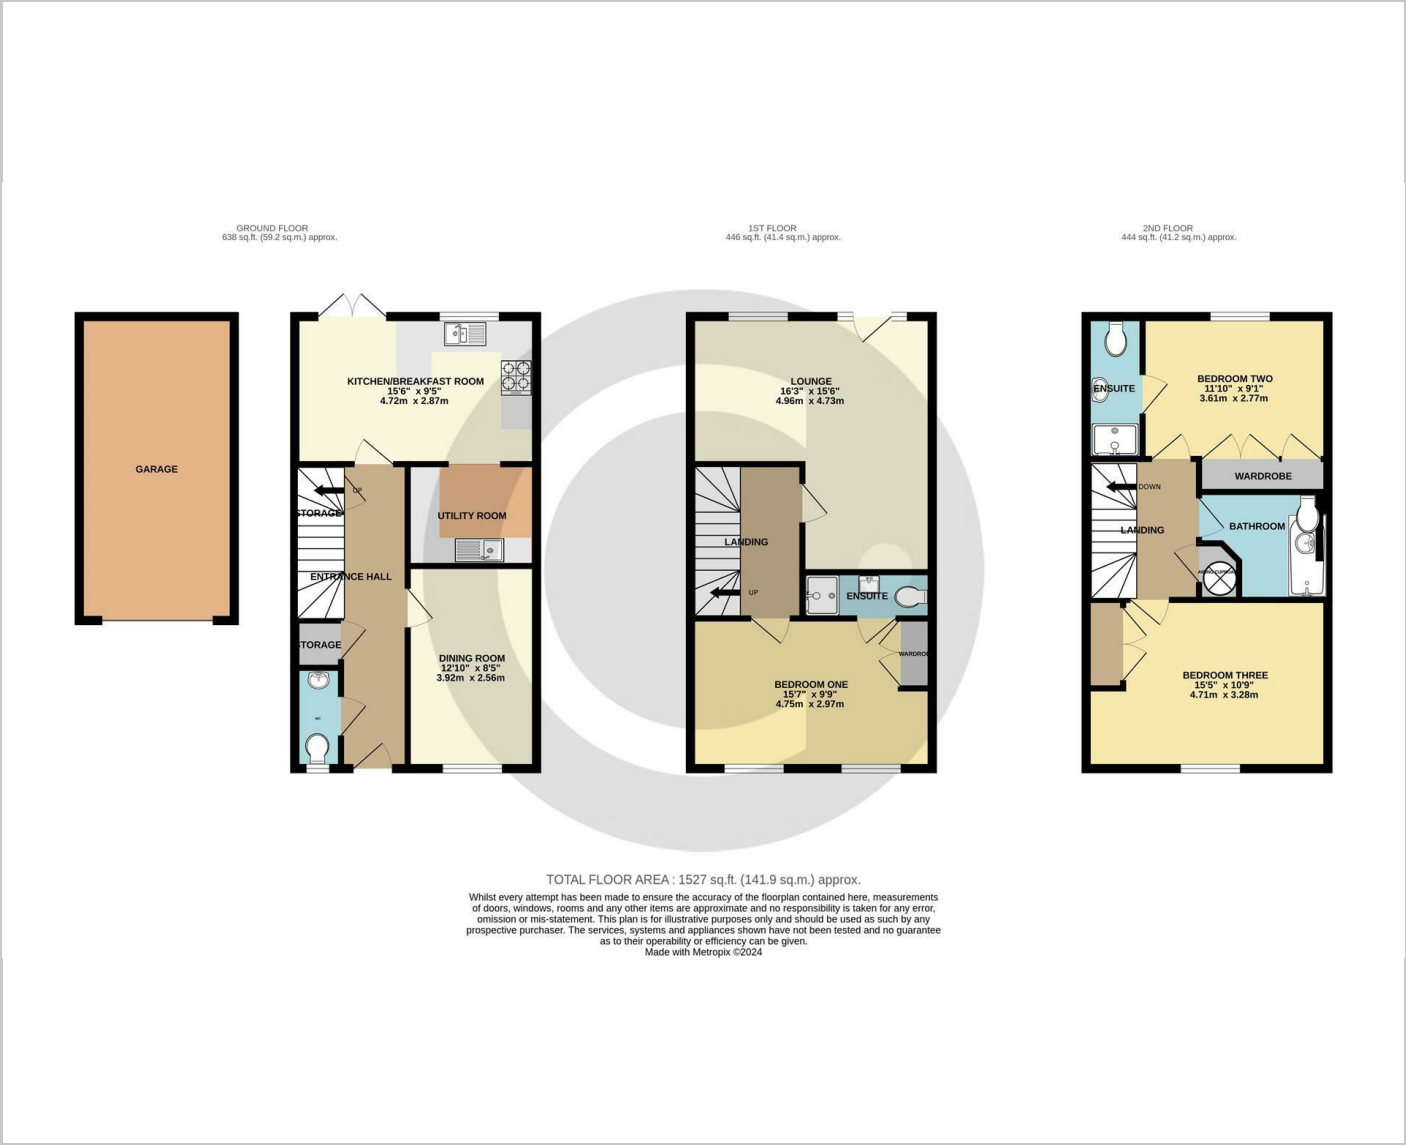 GROUND FLOOR
638 sq.ft. (59.2 sq.m.) approx.
GARAGE
KITCHEN/BREAKFAST ROOM
15'6" x 9'5"
4.72m x 2.87m
UP
STORAGE
UTILITY ROOM
ENTRANCE HALL
STORAGE
DINING ROOM
12'10" x 8'5"
3.92m x 2.56m
WC
1ST FLOOR
446 sq.ft. (41.4 sq.m.) approx.
LOUNGE
16'3" x 15'6"
4.96m x 4.73m
LANDING
UP
ENSUITE
WARDROBE
BEDROOM ONE
15'7" x 9'9"
4.75m x 2.97m
2ND FLOOR
444 sq.ft. (41.2 sq.m.) approx.
ENSUITE
BEDROOM TWO
11'10" x 9'1"
3.61m x 2.77m
WARDROBE
DOWN
LANDING
BATHROOM
AIRING CUPBOARD
BEDROOM THREE
15'5" x 10'9"
4.71m x 3.28m
TOTAL FLOOR AREA : 1527 sq.ft. (141.9 sq.m.) approx.
Whilst every attempt has been made to ensure the accuracy of the floorplan contained here, measurements
of doors, windows, rooms and any other items are approximate and no responsibility is taken for any error,
omission or mis-statement. This plan is for illustrative purposes only and should be used as such by any
prospective purchaser. The services, systems and appliances shown have not been tested and no guarantee
as to their operability or efficiency can be given.
Made with Metropix ©2024